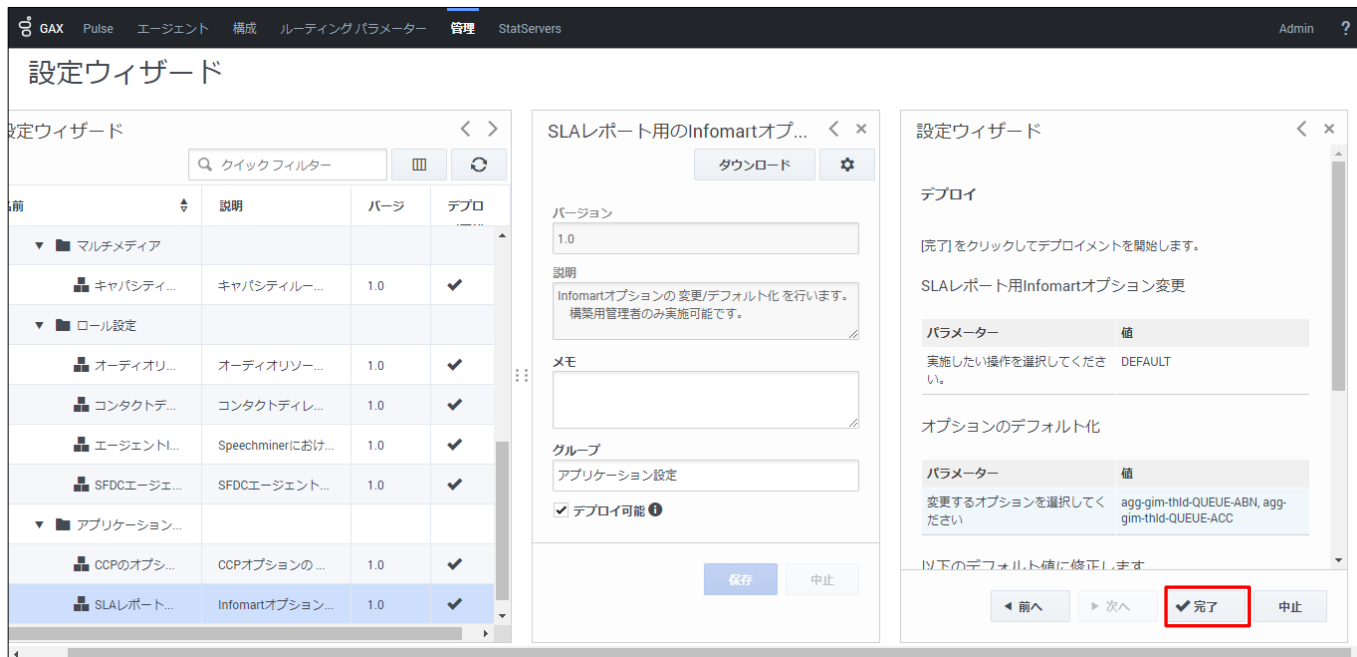 GAX Pulse エージェント 構成 ルーティング パラメーター 管理 StatServers Admin ?
設定ウィザード
設定ウィザード
クイック フィルター
名前 説明 バージ デプロ
マルチメディア
キャパシティ... キャパシティルー... 1.0
ロール設定
オーディオリ... オーディオリソー... 1.0
コンタクトデ... コンタクトディレ... 1.0
エージェントI... Speechminerにおけ... 1.0
SFDCエージェ... SFDCエージェント... 1.0
アプリケーション...
CCPのオプシ... CCPオプションの ... 1.0
SLAレポート... Infomartオプション... 1.0
SLAレポート用のInfomartオプ...
ダウンロード
バージョン
1.0
説明
Infomartオプションの 変更/デフォルト化 を行います。
構築用管理者のみ実施可能です。
メモ
グループ
アプリケーション設定
デプロイ可能
保存 中止
設定ウィザード
デプロイ
[完了] をクリックしてデプロイメントを開始します。
SLAレポート用Infomartオプション変更
パラメーター 値
実施したい操作を選択してくださ DEFAULT
い。
オプションのデフォルト化
パラメーター 値
変更するオプションを選択してく agg-gim-thld-QUEUE-ABN, agg-
ださい gim-thld-QUEUE-ACC
以下のデフォルト値に修正します
前へ 次へ 完了 中止